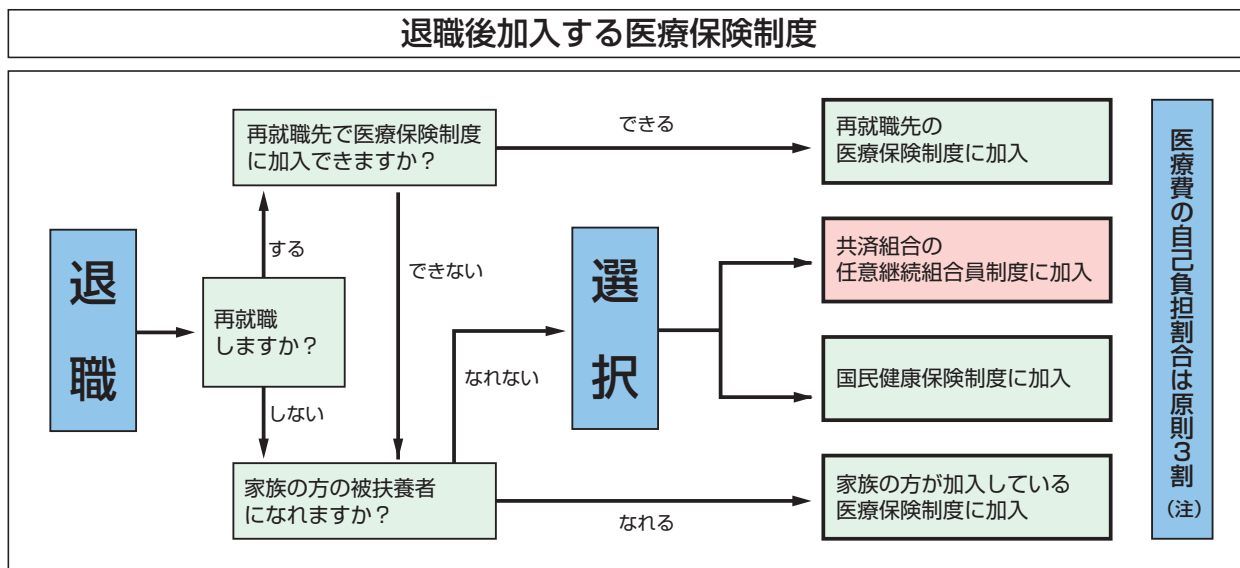 退職後加入する医療保険制度
退職
再就職
しますか？
する
しない
再就職先で医療保険制度
に加入できますか？
できる
できない
家族の方の被扶養者
になれますか？
なれない
なれる
選択
再就職先の
医療保険制度に加入
共済組合の
任意継続組合員制度に加入
国民健康保険制度に加入
家族の方が加入している
医療保険制度に加入
医療費の自己負担割合は原則３割（注）